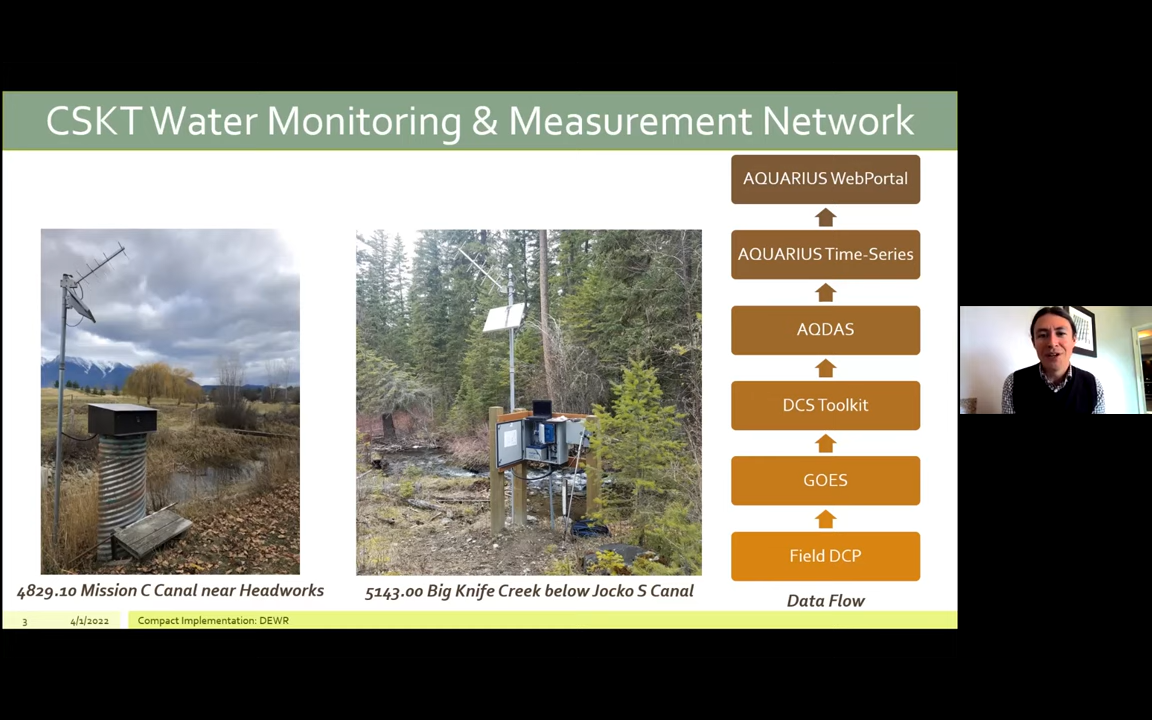 CSKT Water Monitoring & Measurement Network
AQUARIUS WebPortal
AQUARIUS Time-Series
AQDAS
DCS Toolkit
GOES
Field DCP
4829.10 Mission C Canal near Headworks
5143.00 Big Knife Creek below Jocko S Canal
Data Flow
3
4/1/2022
Compact Implementation: DEWR